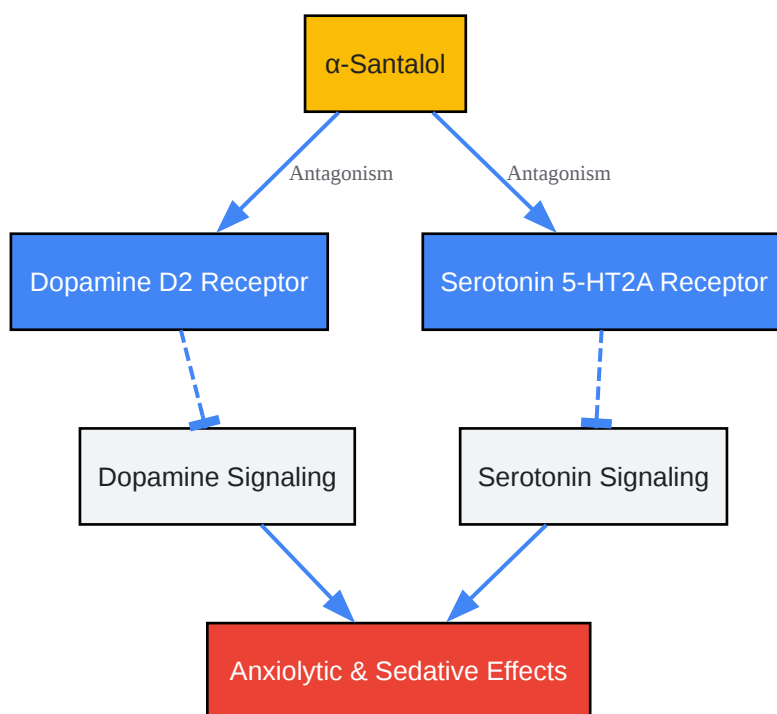 α-Santalol
Antagonism
Antagonism
Dopamine D2 Receptor
Serotonin 5-HT2A Receptor
Dopamine Signaling
Serotonin Signaling
Anxiolytic & Sedative Effects